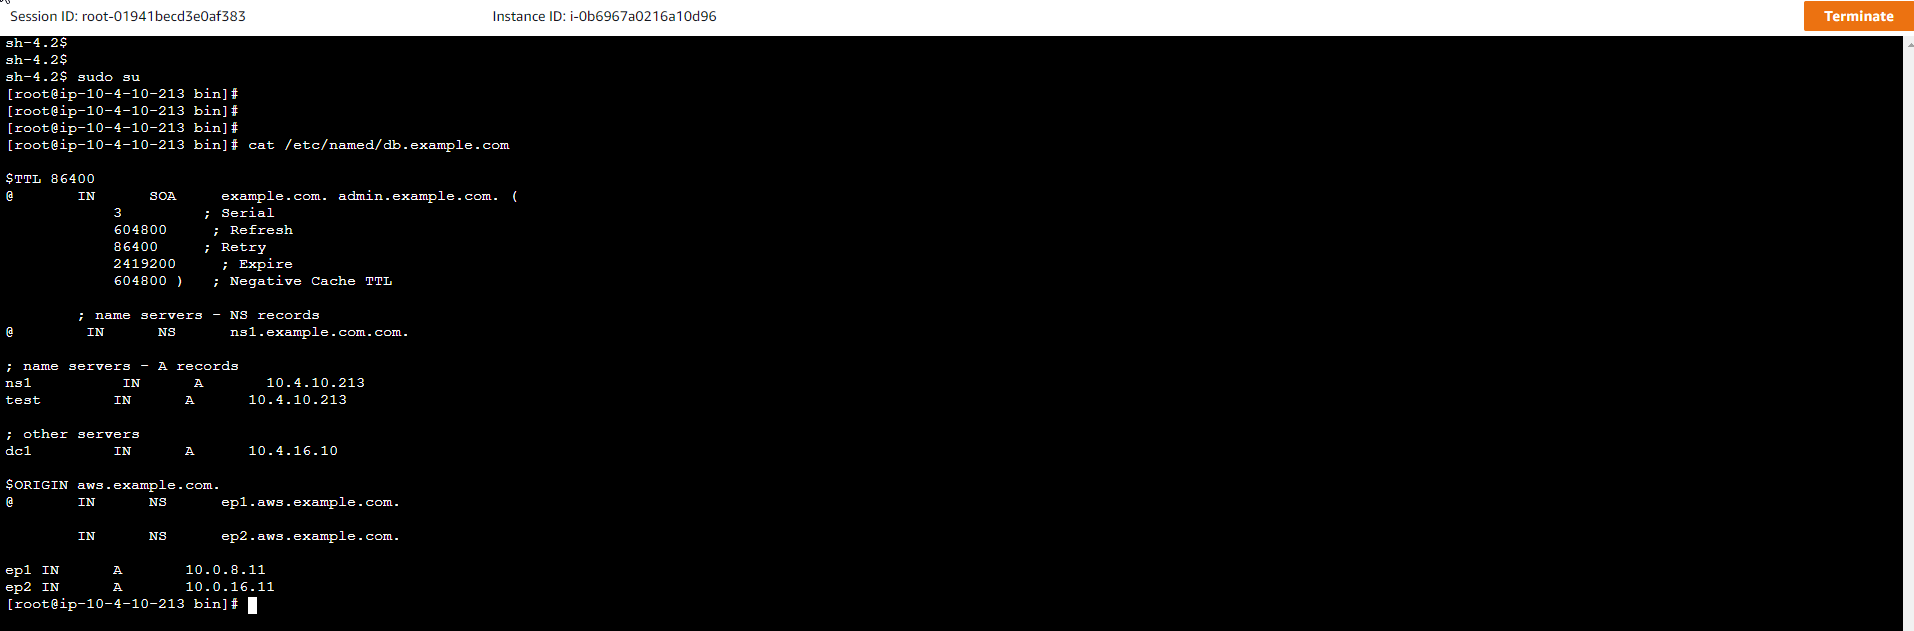 Session ID: root-01941becd3e0af383 Instance ID: i-0b6967a0216a10d96 Terminate
sh-4.2$
sh-4.2$
sh-4.2$ sudo su
[root@ip-10-4-10-213 bin]#
[root@ip-10-4-10-213 bin]#
[root@ip-10-4-10-213 bin]#
[root@ip-10-4-10-213 bin]# cat /etc/named/db.example.com
$TTL 86400
@ IN SOA example.com. admin.example.com. (
3 ; Serial
604800 ; Refresh
86400 ; Retry
2419200 ; Expire
604800 ) ; Negative Cache TTL
; name servers - NS records
@ IN NS ns1.example.com.com.
; name servers - A records
ns1 IN A 10.4.10.213
test IN A 10.4.10.213
; other servers
dc1 IN A 10.4.16.10
$ORIGIN aws.example.com.
@ IN NS ep1.aws.example.com.
IN NS ep2.aws.example.com.
ep1 IN A 10.0.8.11
ep2 IN A 10.0.16.11
[root@ip-10-4-10-213 bin]#